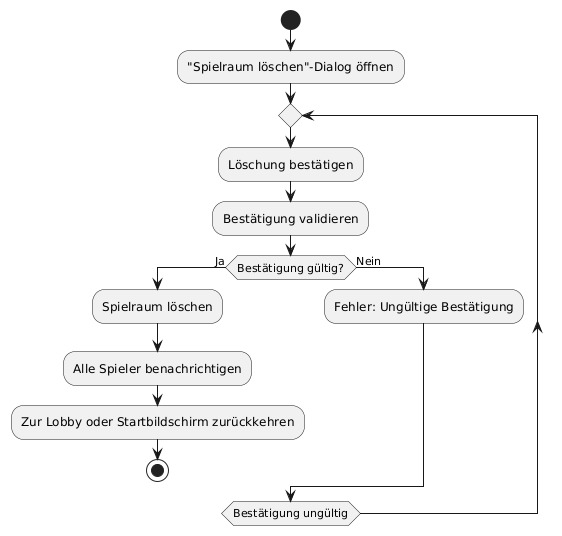 "Spielraum löschen"-Dialog öffnen
Löschung bestätigen
Bestätigung validieren
Ja
Bestätigung gültig?
Nein
Spielraum löschen
Fehler: Ungültige Bestätigung
Alle Spieler benachrichtigen
Zur Lobby oder Startbildschirm zurückkehren
Bestätigung ungültig